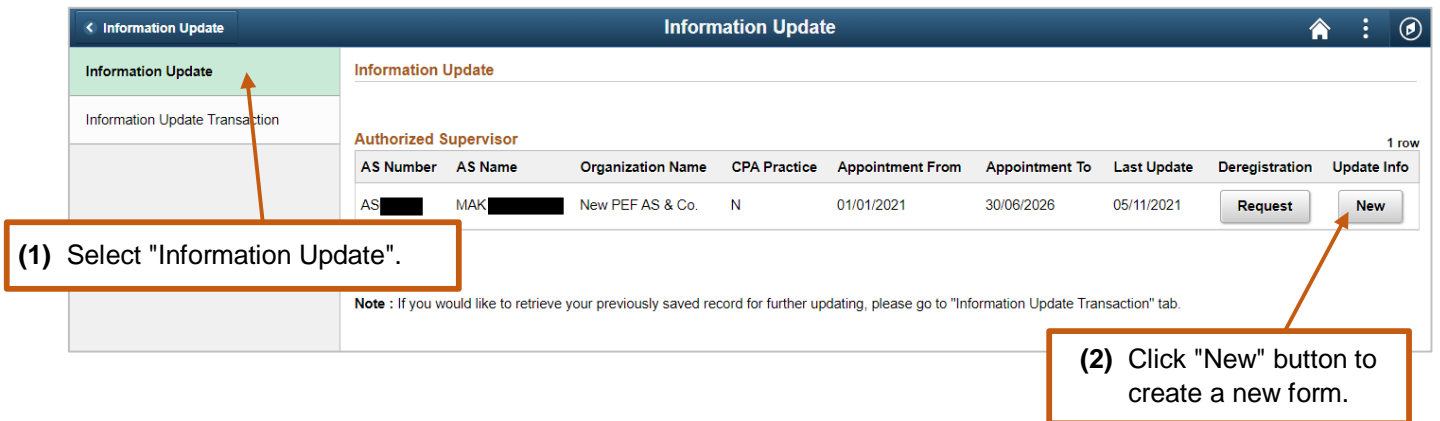 Information Update
Information Update
Information Update
Information Update Transaction
Information Update
Authorized Supervisor
1 row
AS Number AS Name Organization Name CPA Practice Appointment From Appointment To Last Update Deregistration Update Info
AS MAK New PEF AS & Co. N 01/01/2021 30/06/2026 05/11/2021 Request New
(1) Select "Information Update".
Note : If you would like to retrieve your previously saved record for further updating, please go to "Information Update Transaction" tab.
(2) Click "New" button to
create a new form.